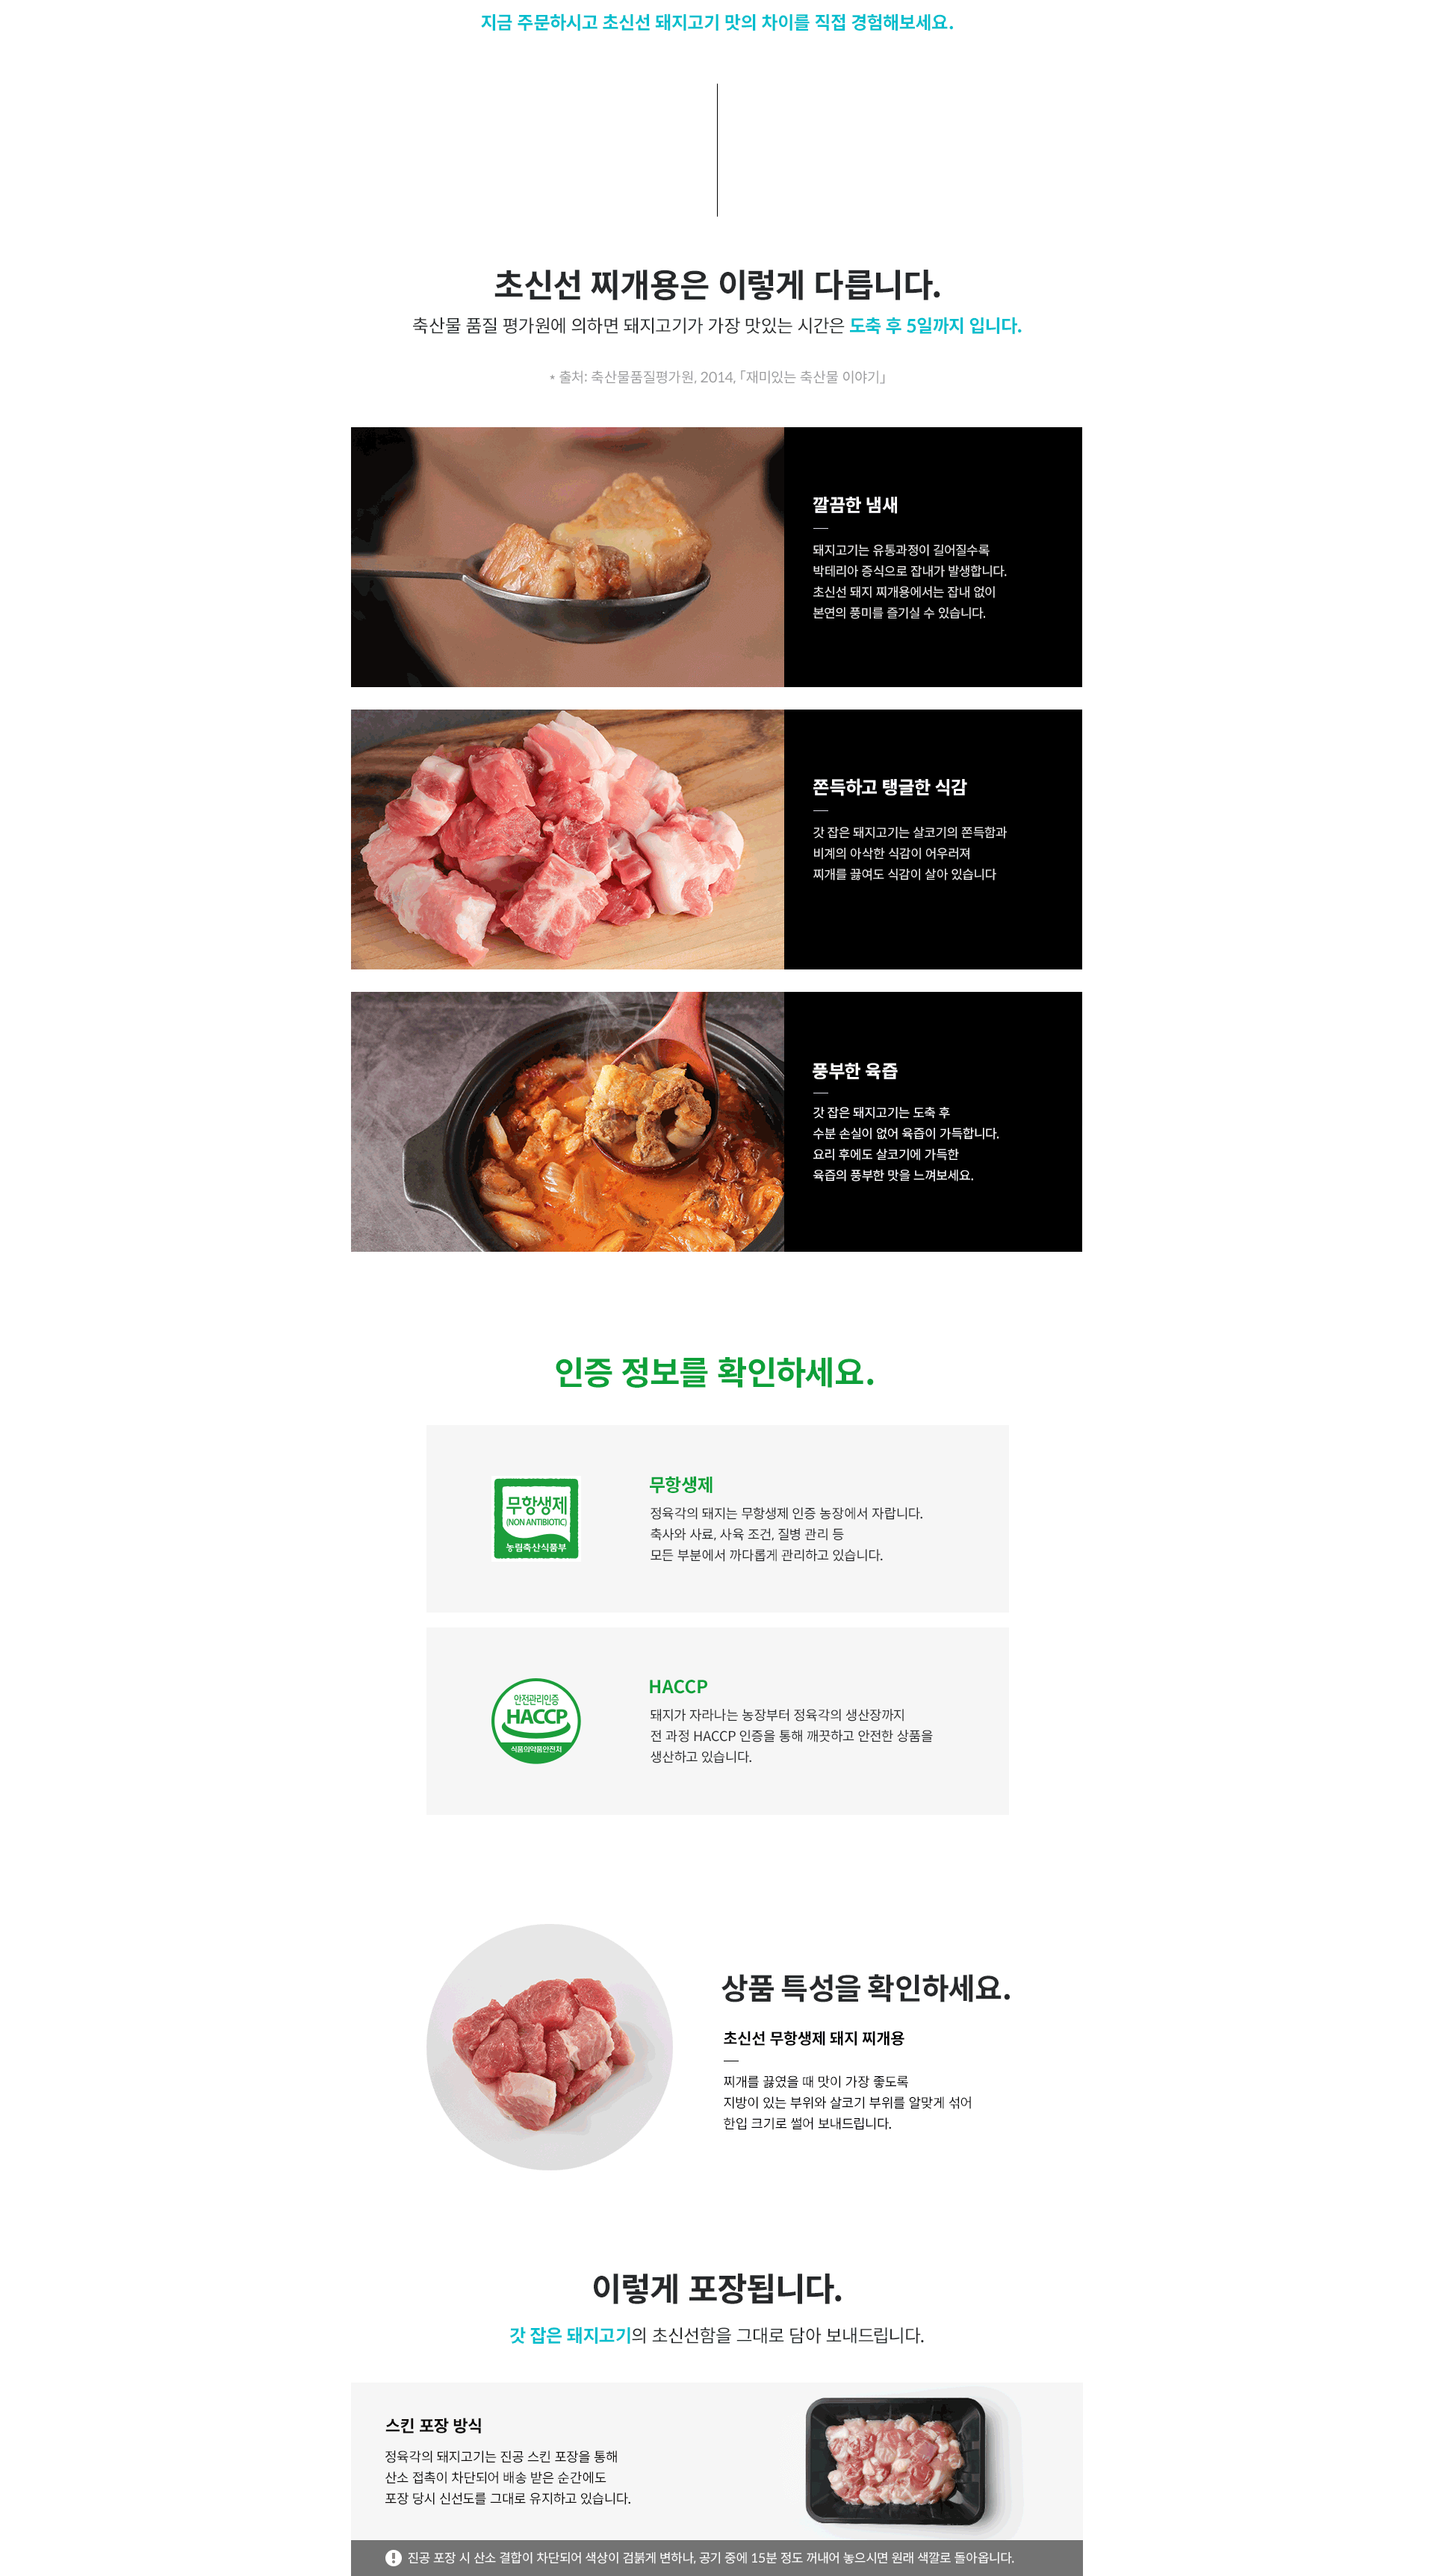 지금 주문하시고 초신선 돼지고기 맛의 차이를 직접 경험해보세요.
초신선 찌개용은 이렇게 다릅니다.
축산물 품질 평가원에 의하면 돼지고기가 가장 맛있는 시간은 도축 후 5일까지 입니다.
* 출처: 축산물품질평가원, 2014, 「재미있는 축산물 이야기」
깔끔한 냄새
돼지고기는 유통과정이 길어질수록
박테리아 증식으로 잡내가 발생합니다.
초신선 돼지 찌개용에서는 잡내 없이
본연의 풍미를 즐기실 수 있습니다.
쫀득하고 탱글한 식감
갓 잡은 돼지고기는 살코기의 쫀득함과
비계의 아삭한 식감이 어우러져
찌개를 끓여도 식감이 살아 있습니다
풍부한 육즙
갓 잡은 돼지고기는 도축 후
수분 손실이 없어 육즙이 가득합니다.
요리 후에도 살코기에 가득한
육즙의 풍부한 맛을 느껴보세요.
인증 정보를 확인하세요.
무항생제
(NON ANTIBIOTIC)
농림축산식품부
무항생제
정육각의 돼지는 무항생제 인증 농장에서 자랍니다.
축사와 사료, 사육 조건, 질병 관리 등
모든 부분에서 까다롭게 관리하고 있습니다.
안전관리인증
HACCP
식품의약품안전처
HACCP
돼지가 자라나는 농장부터 정육각의 생산장까지
전 과정 HACCP 인증을 통해 깨끗하고 안전한 상품을
생산하고 있습니다.
상품 특성을 확인하세요.
초신선 무항생제 돼지 찌개용
찌개를 끓였을 때 맛이 가장 좋도록
지방이 있는 부위와 살코기 부위를 알맞게 섞어
한입 크기로 썰어 보내드립니다.
이렇게 포장됩니다.
갓 잡은 돼지고기의 초신선함을 그대로 담아 보내드립니다.
스킨 포장 방식
정육각의 돼지고기는 진공 스킨 포장을 통해
산소 접촉이 차단되어 배송 받은 순간에도
포장 당시 신선도를 그대로 유지하고 있습니다.
진공 포장 시 산소 결합이 차단되어 색상이 검붉게 변하나, 공기 중에 15분 정도 꺼내어 놓으시면 원래 색깔로 돌아옵니다.